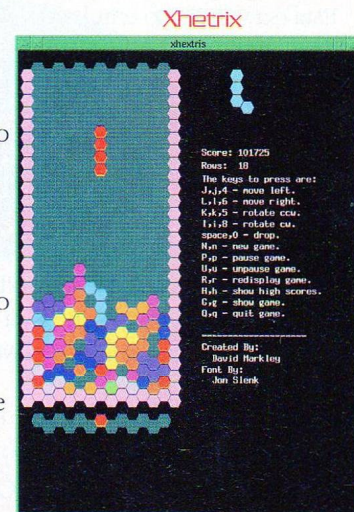 Xhetrix
xhextris
Score: 101725
Rows: 18
The keys to press are:
J,j,4 - move left.
L,l,6 - move right.
K,k,5 - rotate ccw.
I,i,8 - rotate cw.
space,0 - drop.
N,n - new game.
P,p - pause game.
U,u - unpause game.
R,r - redisplay game.
H,h - show high scores.
G,g - show game.
Q,q - quit game.
Created By:
David Markley
Font By:
Jon Slenk